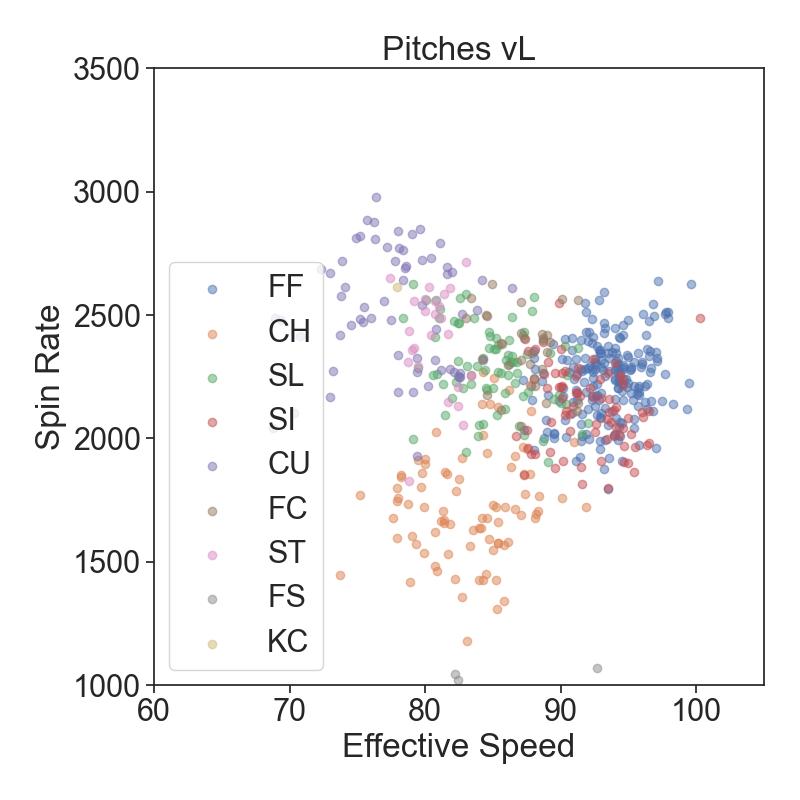 Pitches vL
3500
3000
2500
2000
1500
1000
Spin Rate
FF
CH
SL
SI
CU
FC
ST
FS
KC
60 70 80 90 100
Effective Speed